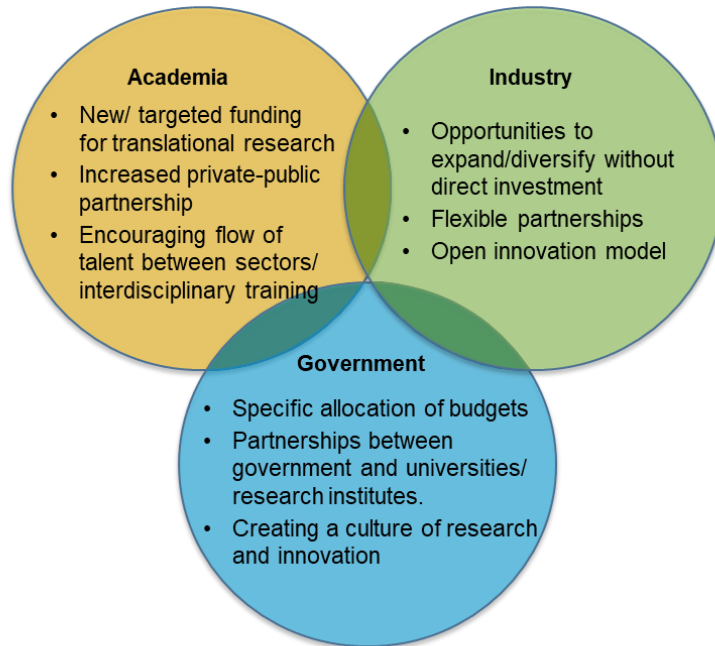 Academia
• New/ targeted funding
for translational research
• Increased private-public
partnership
• Encouraging flow of
talent between sectors/
interdisciplinary training
Industry
• Opportunities to
expand/diversify without
direct investment
• Flexible partnerships
• Open innovation model
Government
• Specific allocation of budgets
• Partnerships between
government and universities/
research institutes.
• Creating a culture of research
and innovation